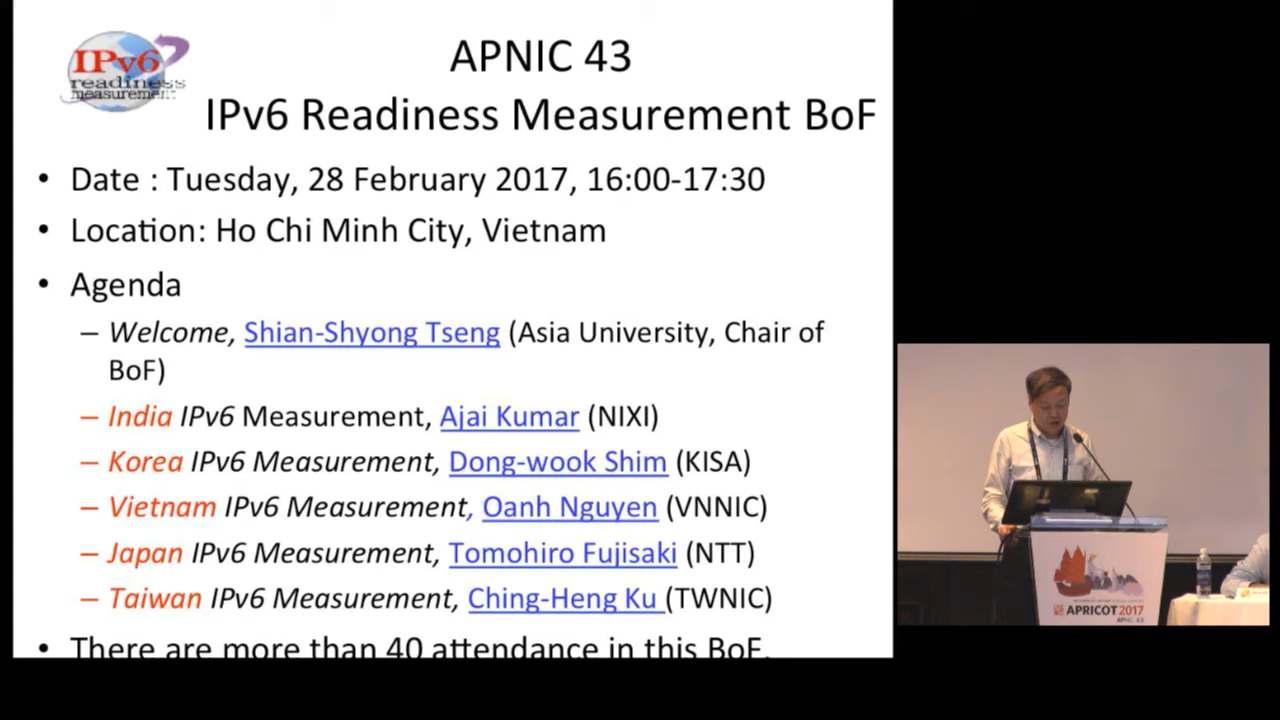 IPv6
readiness
measurement
APNIC 43
IPv6 Readiness Measurement BoF
• Date : Tuesday, 28 February 2017, 16:00-17:30
• Location: Ho Chi Minh City, Vietnam
• Agenda
– Welcome, Shian-Shyong Tseng (Asia University, Chair of
BoF)
– India IPv6 Measurement, Ajai Kumar (NIXI)
– Korea IPv6 Measurement, Dong-wook Shim (KISA)
– Vietnam IPv6 Measurement, Oanh Nguyen (VNNIC)
– Japan IPv6 Measurement, Tomohiro Fujisaki (NTT)
– Taiwan IPv6 Measurement, Ching-Heng Ku (TWNIC)
• There are more than 40 attendance in this BoF.
APRICOT 2017
APNIC 43